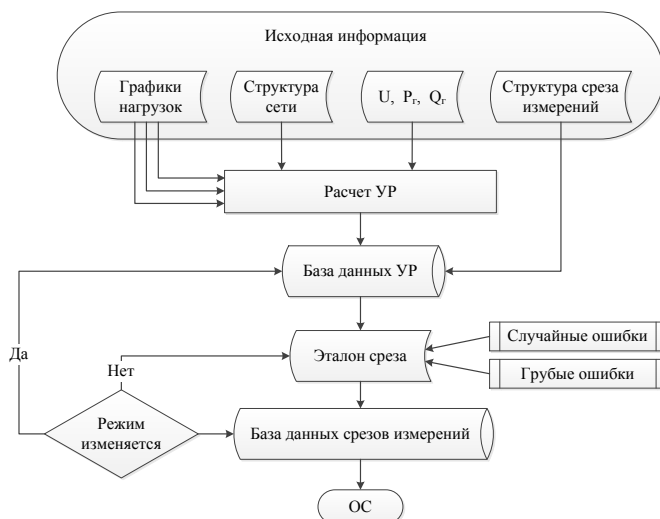 Исходная информация
Графики
нагрузок
Структура
сети
U, Pг, Qг
Структура среза
измерений
Расчет УР
База данных УР
Да
Нет
Эталон среза
Случайные ошибки
Грубые ошибки
Режим
изменяется
База данных срезов измерений
ОС